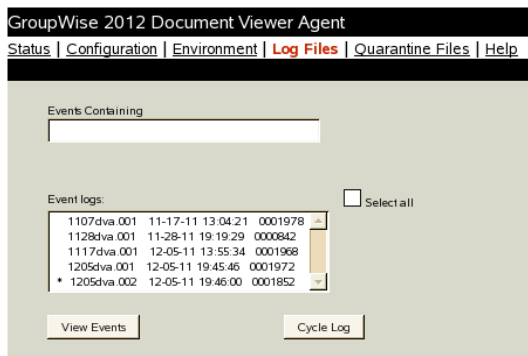 GroupWise 2012 Document Viewer Agent
Status | Configuration | Environment | Log Files | Quarantine Files | Help
Events Containing
Event logs:
Select all
1107dva.001 11-17-11 13:04:21 0001978
1128dva.001 11-28-11 19:19:29 0000842
1117dva.001 12-05-11 13:55:34 0001968
1205dva.001 12-05-11 19:45:46 0001972
* 1205dva.002 12-05-11 19:46:00 0001852
View Events
Cycle Log